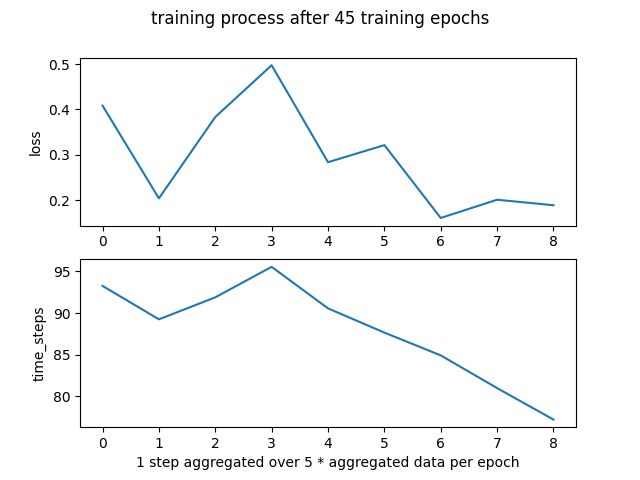 training process after 45 training epochs
0.5
0.4
0.3
0.2
loss
0 1 2 3 4 5 6 7 8
95
90
85
80
time_steps
0 1 2 3 4 5 6 7 8
1 step aggregated over 5 * aggregated data per epoch